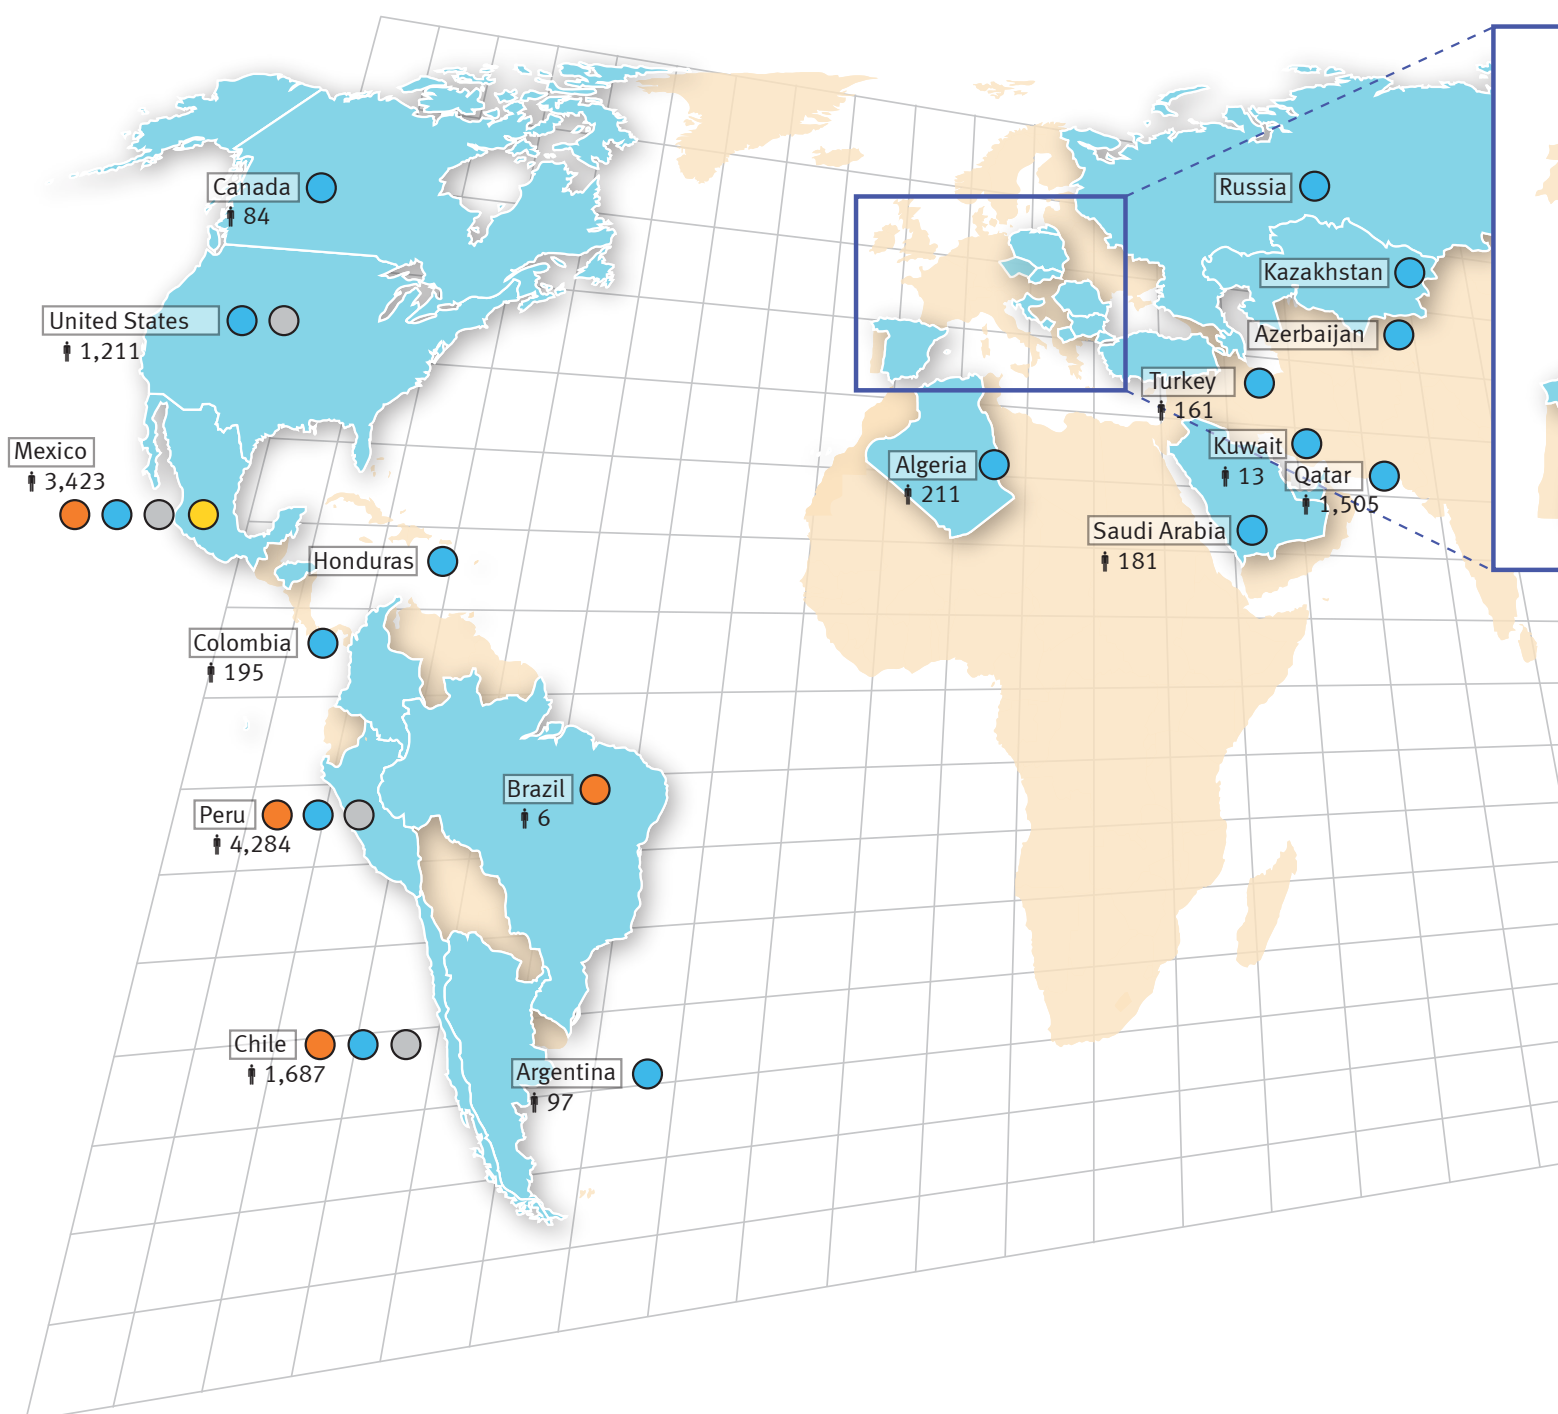 Canada
84
United States
1,211
Mexico
3,423
Honduras
Colombia
195
Peru
4,284
Brazil
6
Chile
1,687
Argentina
97
Algeria
211
Russia
Kazakhstan
Azerbaijan
Turkey
161
Kuwait
13
Qatar
1,505
Saudi Arabia
181